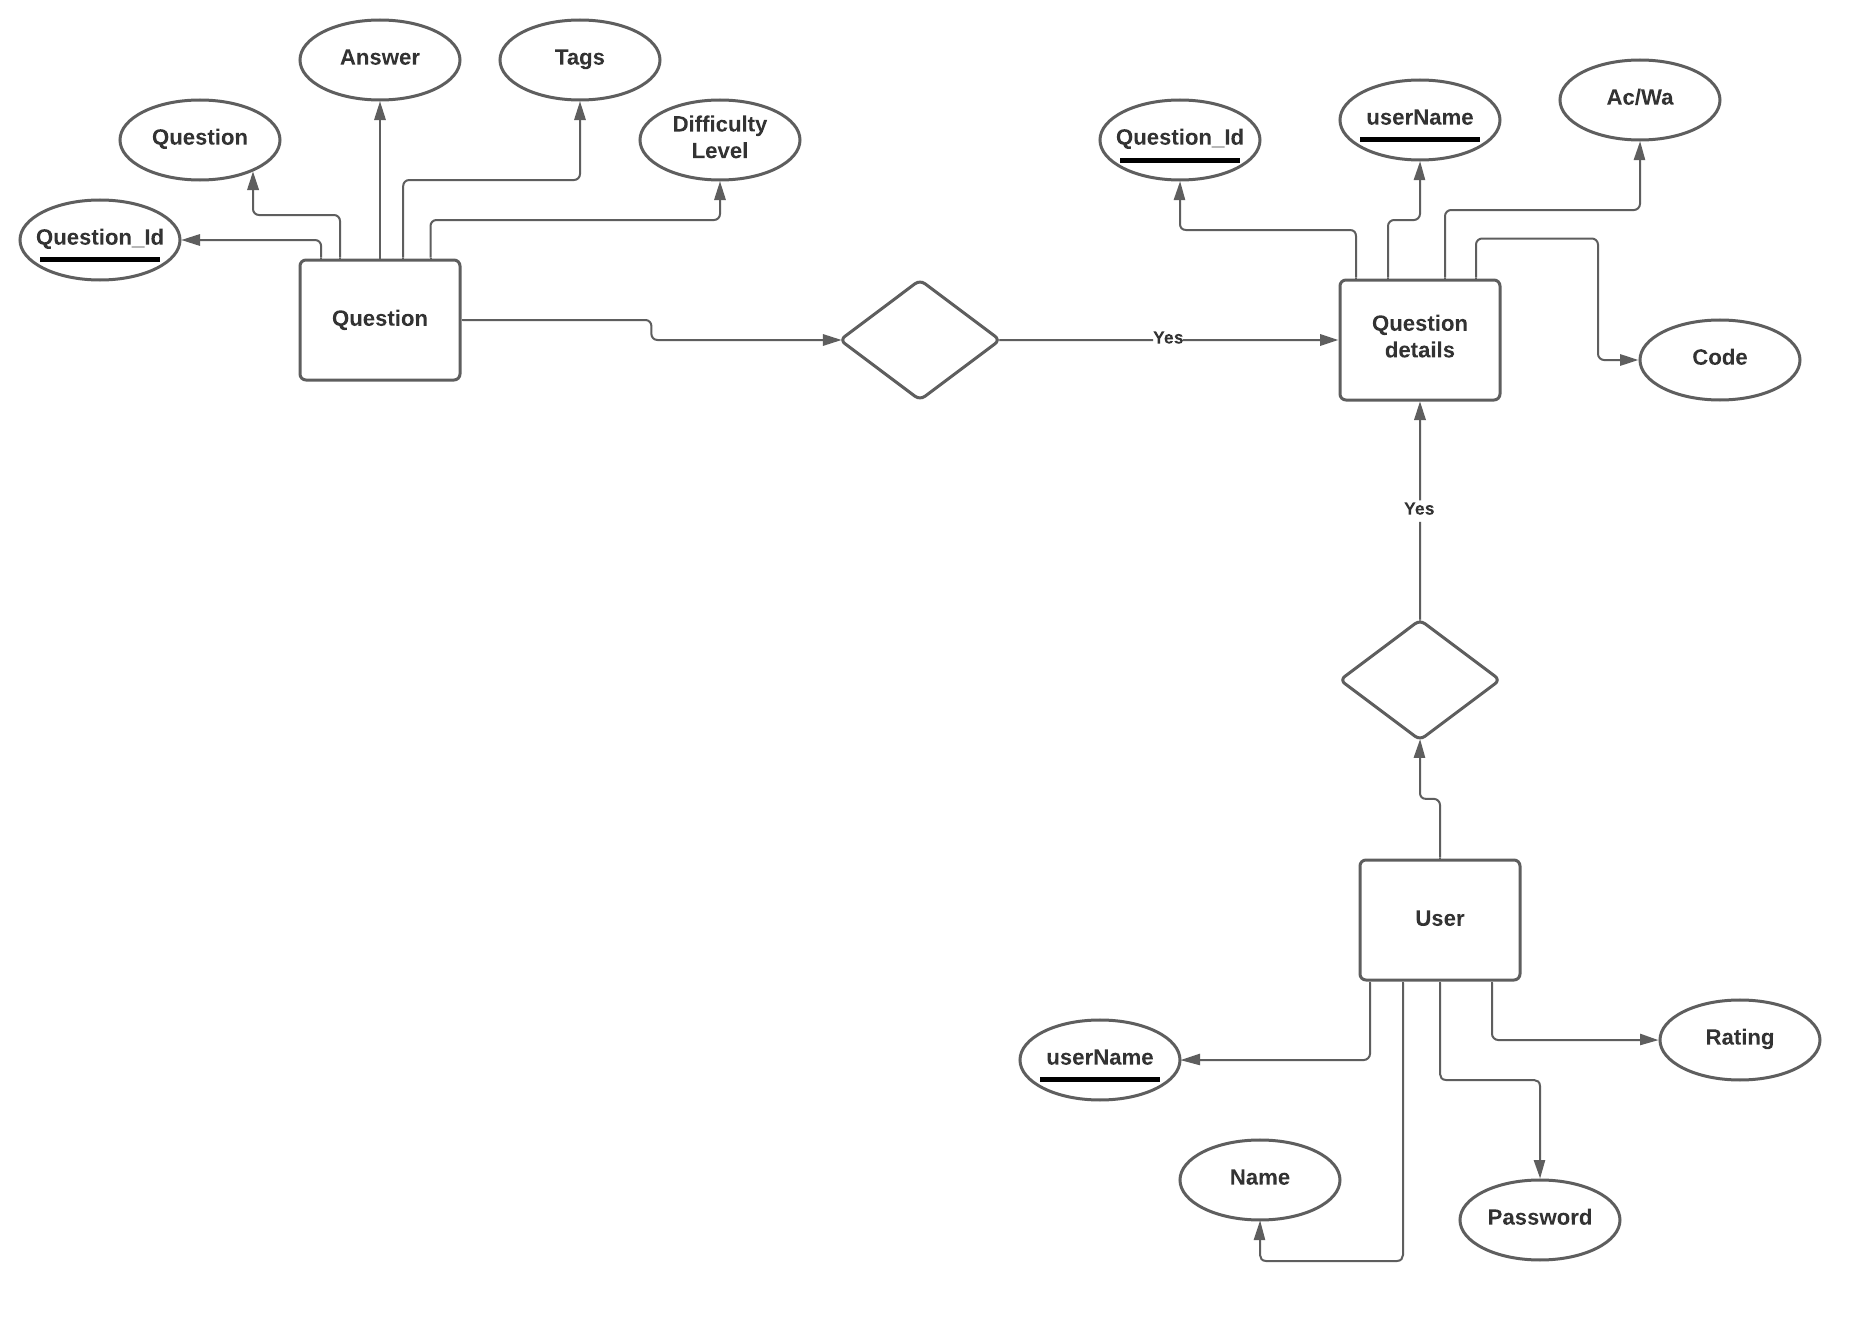 Answer
Tags
Question
Difficulty
Level
Question_Id
Question
Question_Id
userName
Ac/Wa
Question
details
Code
Yes
Yes
User
userName
Name
Password
Rating